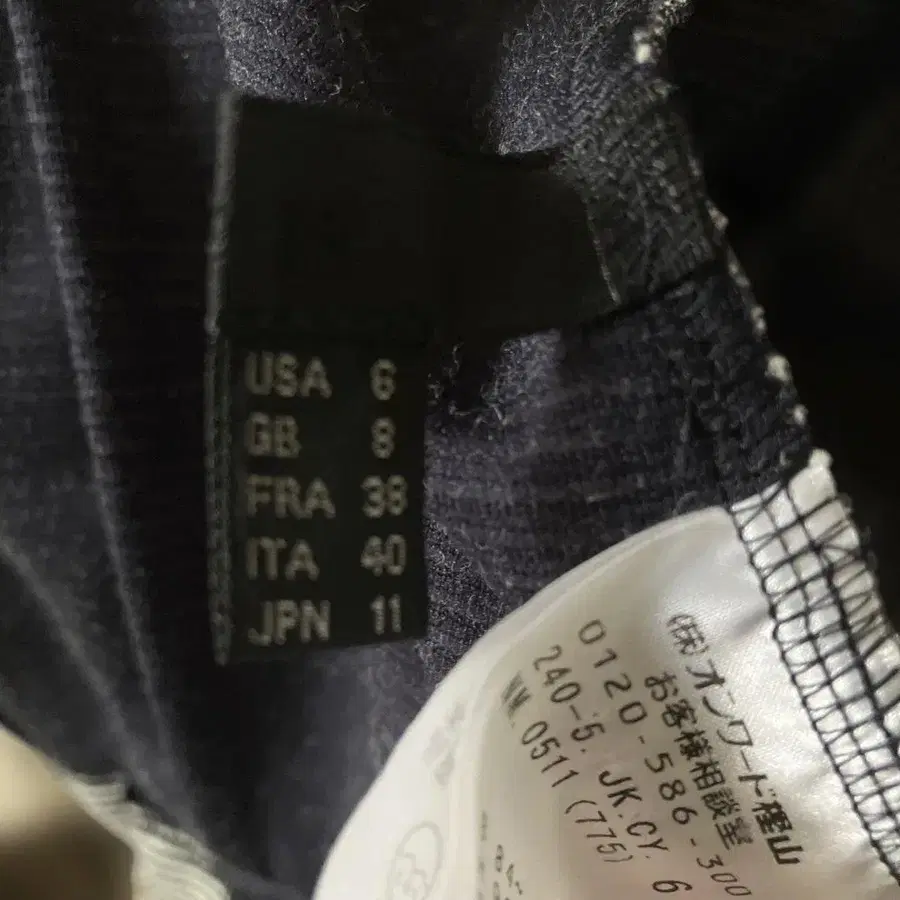 USA 6
GB 8
FRA 38
ITA 40
JPN 11
(株)オンワード樫山
お客様相談室
0120-586-300
240-5. JK.CY. 6
WM.0511 (775)